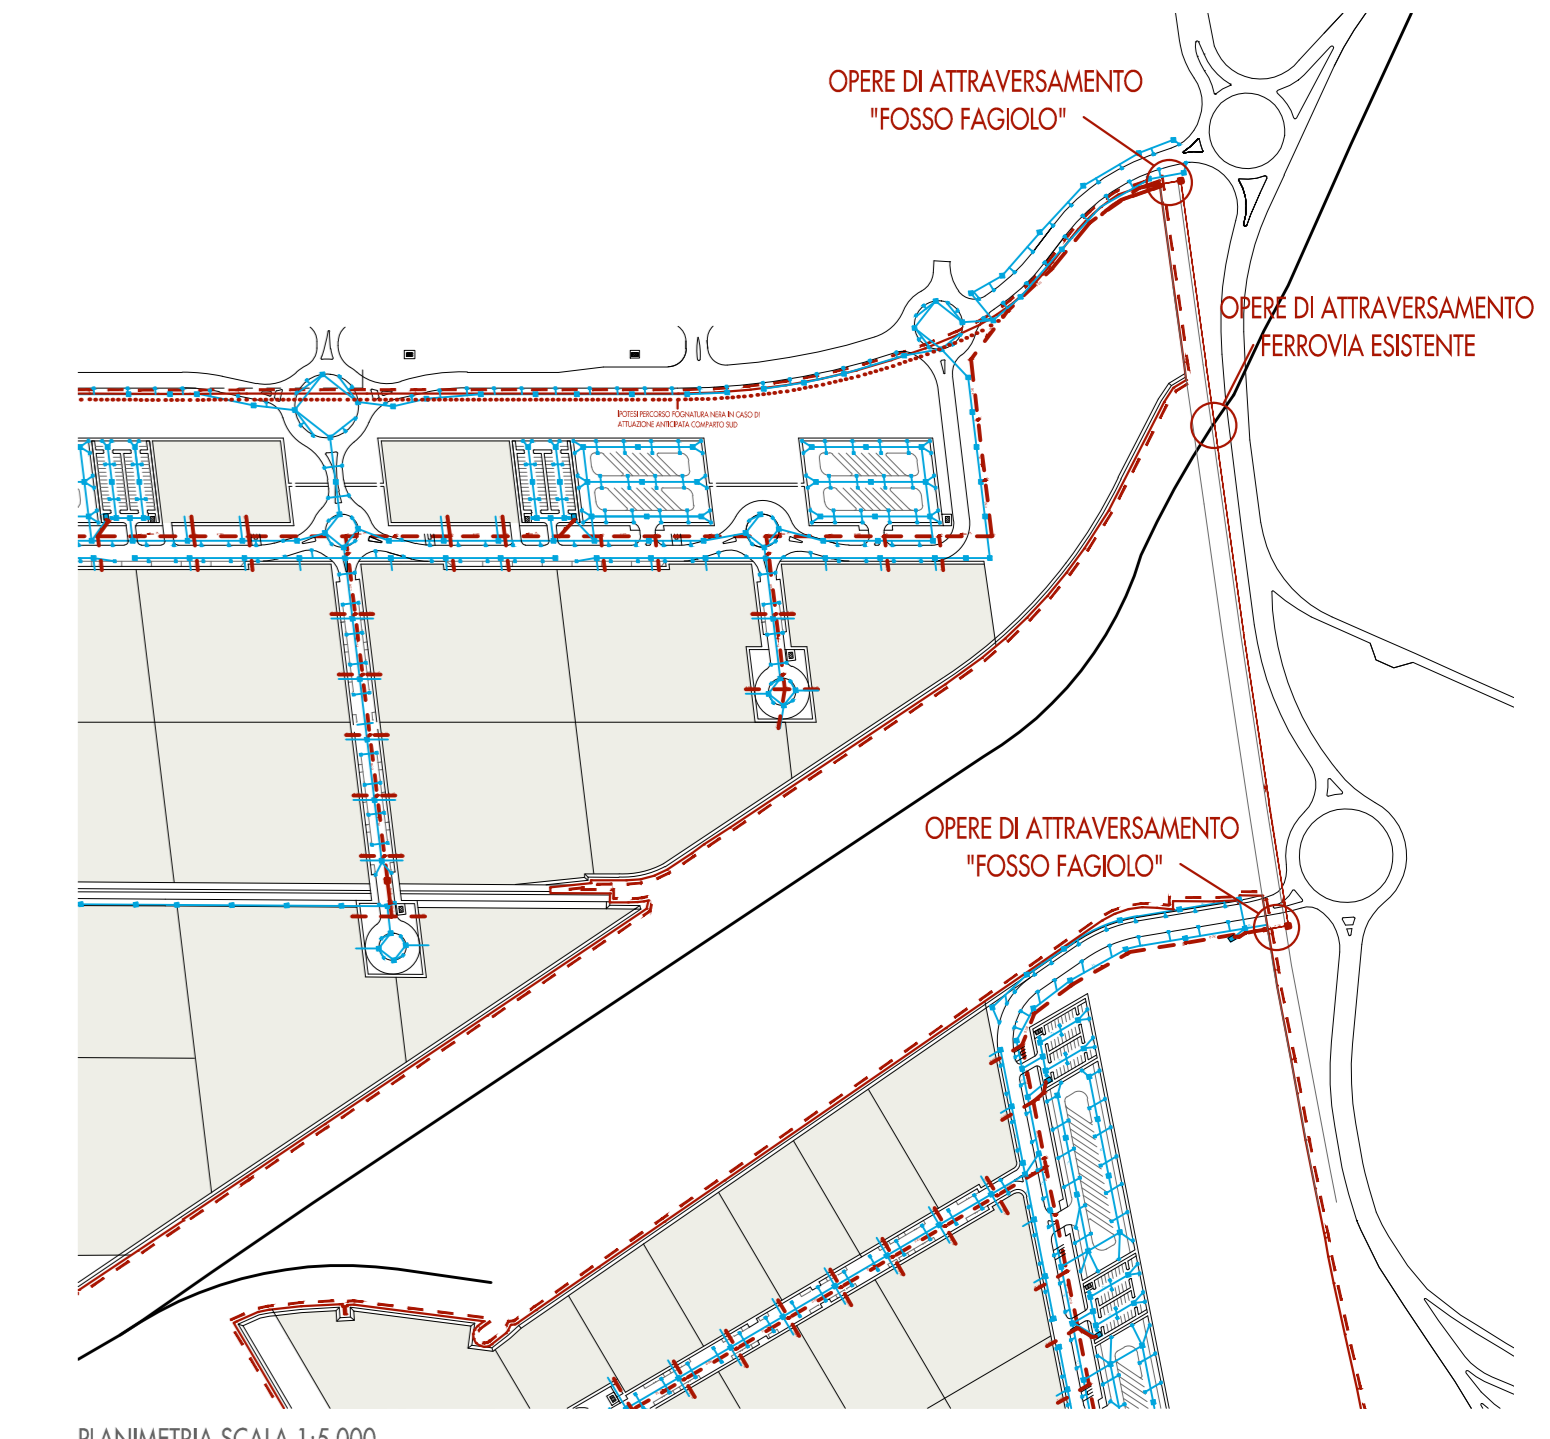 OPERE DI ATTRAVERSAMENTO
"FOSSO FAGIOLO"
OPERE DI ATTRAVERSAMENTO
FERROVIA ESISTENTE
IPOTESI PERCORSO FOGNATURA NERA IN CASO DI
ATTUAZIONE ANTICIPATA COMPARTO SUD
OPERE DI ATTRAVERSAMENTO
"FOSSO FAGIOLO"
PLANIMETRIA SCALA 1:5.000